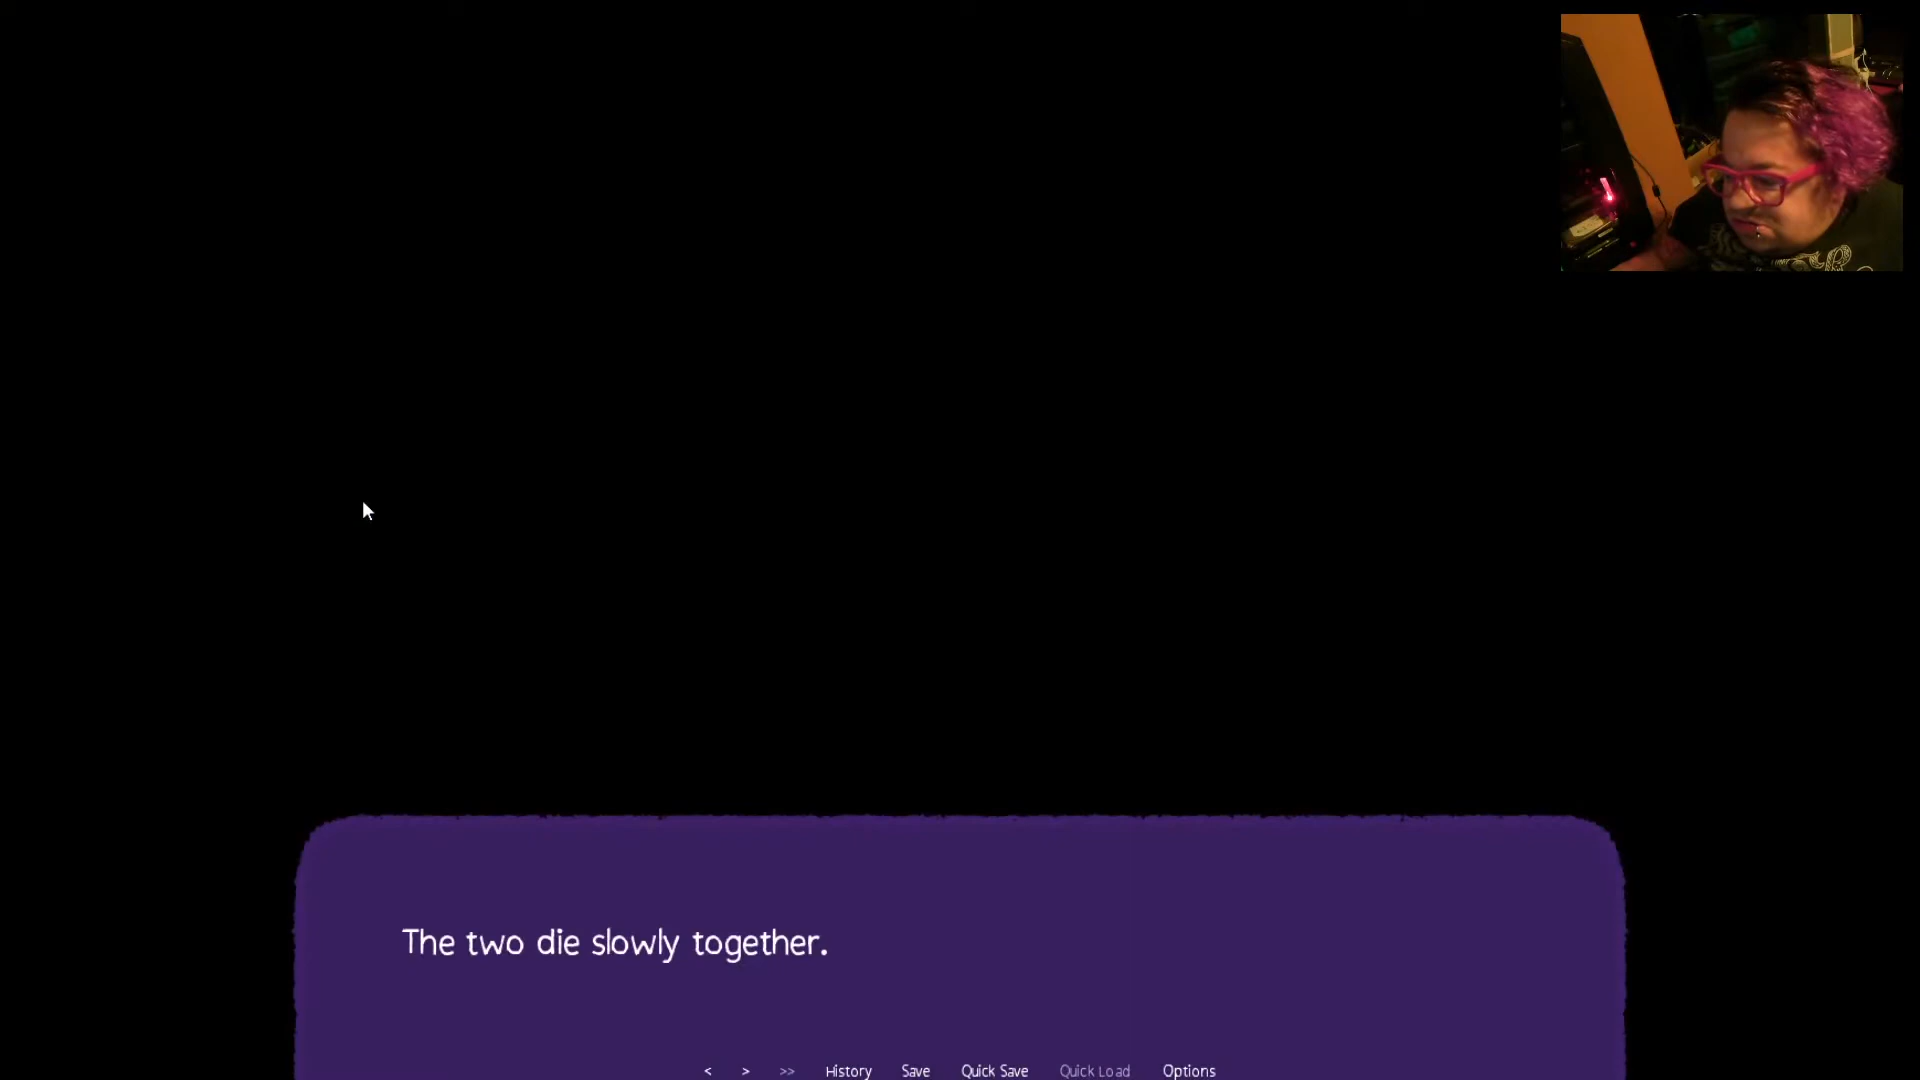 The two die slowly together.
< > >> History Save Quick Save Quick Load Options